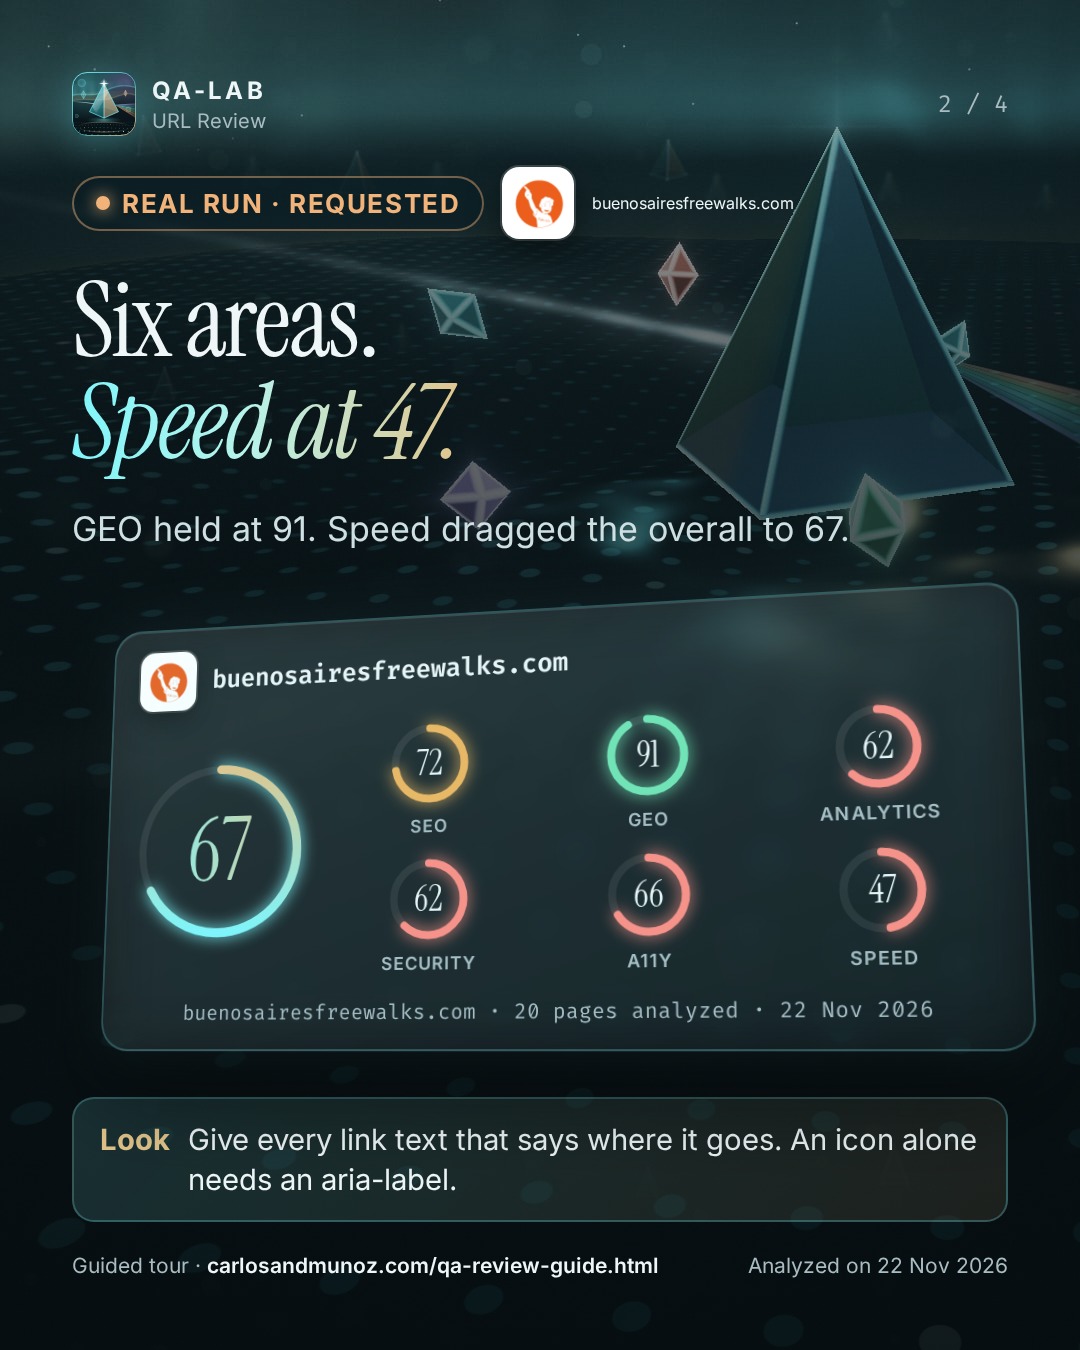 QA-LAB
URL Review
2 / 4
REAL RUN · REQUESTED
buenosairesfreewalks.com
Six areas.
Speed at 47.
GEO held at 91. Speed dragged the overall to 67.
buenosairesfreewalks.com
67
72
SEO
91
GEO
62
ANALYTICS
62
SECURITY
66
A11Y
47
SPEED
buenosairesfreewalks.com · 20 pages analyzed · 22 Nov 2026
Look Give every link text that says where it goes. An icon alone
needs an aria-label.
Guided tour · carlosandmunoz.com/qa-review-guide.html
Analyzed on 22 Nov 2026